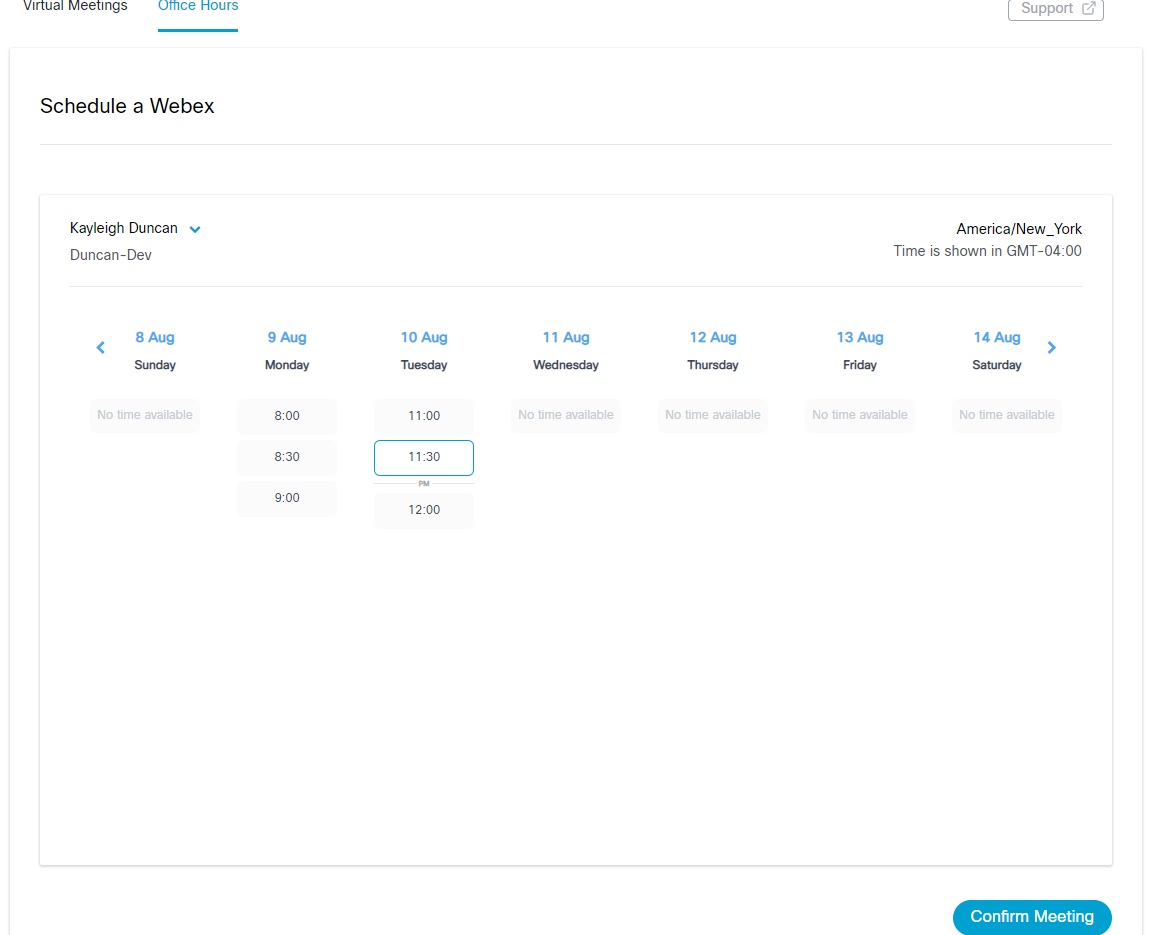 Virtual Meetings Office Hours Support
Schedule a Webex
Kayleigh Duncan America/New_York
Duncan-Dev Time is shown in GMT-04:00
8 Aug 9 Aug 10 Aug 11 Aug 12 Aug 13 Aug 14 Aug
Sunday Monday Tuesday Wednesday Thursday Friday Saturday
No time available 8:00 11:00 No time available No time available No time available No time available
8:30 11:30
PM
9:00 12:00
Confirm Meeting